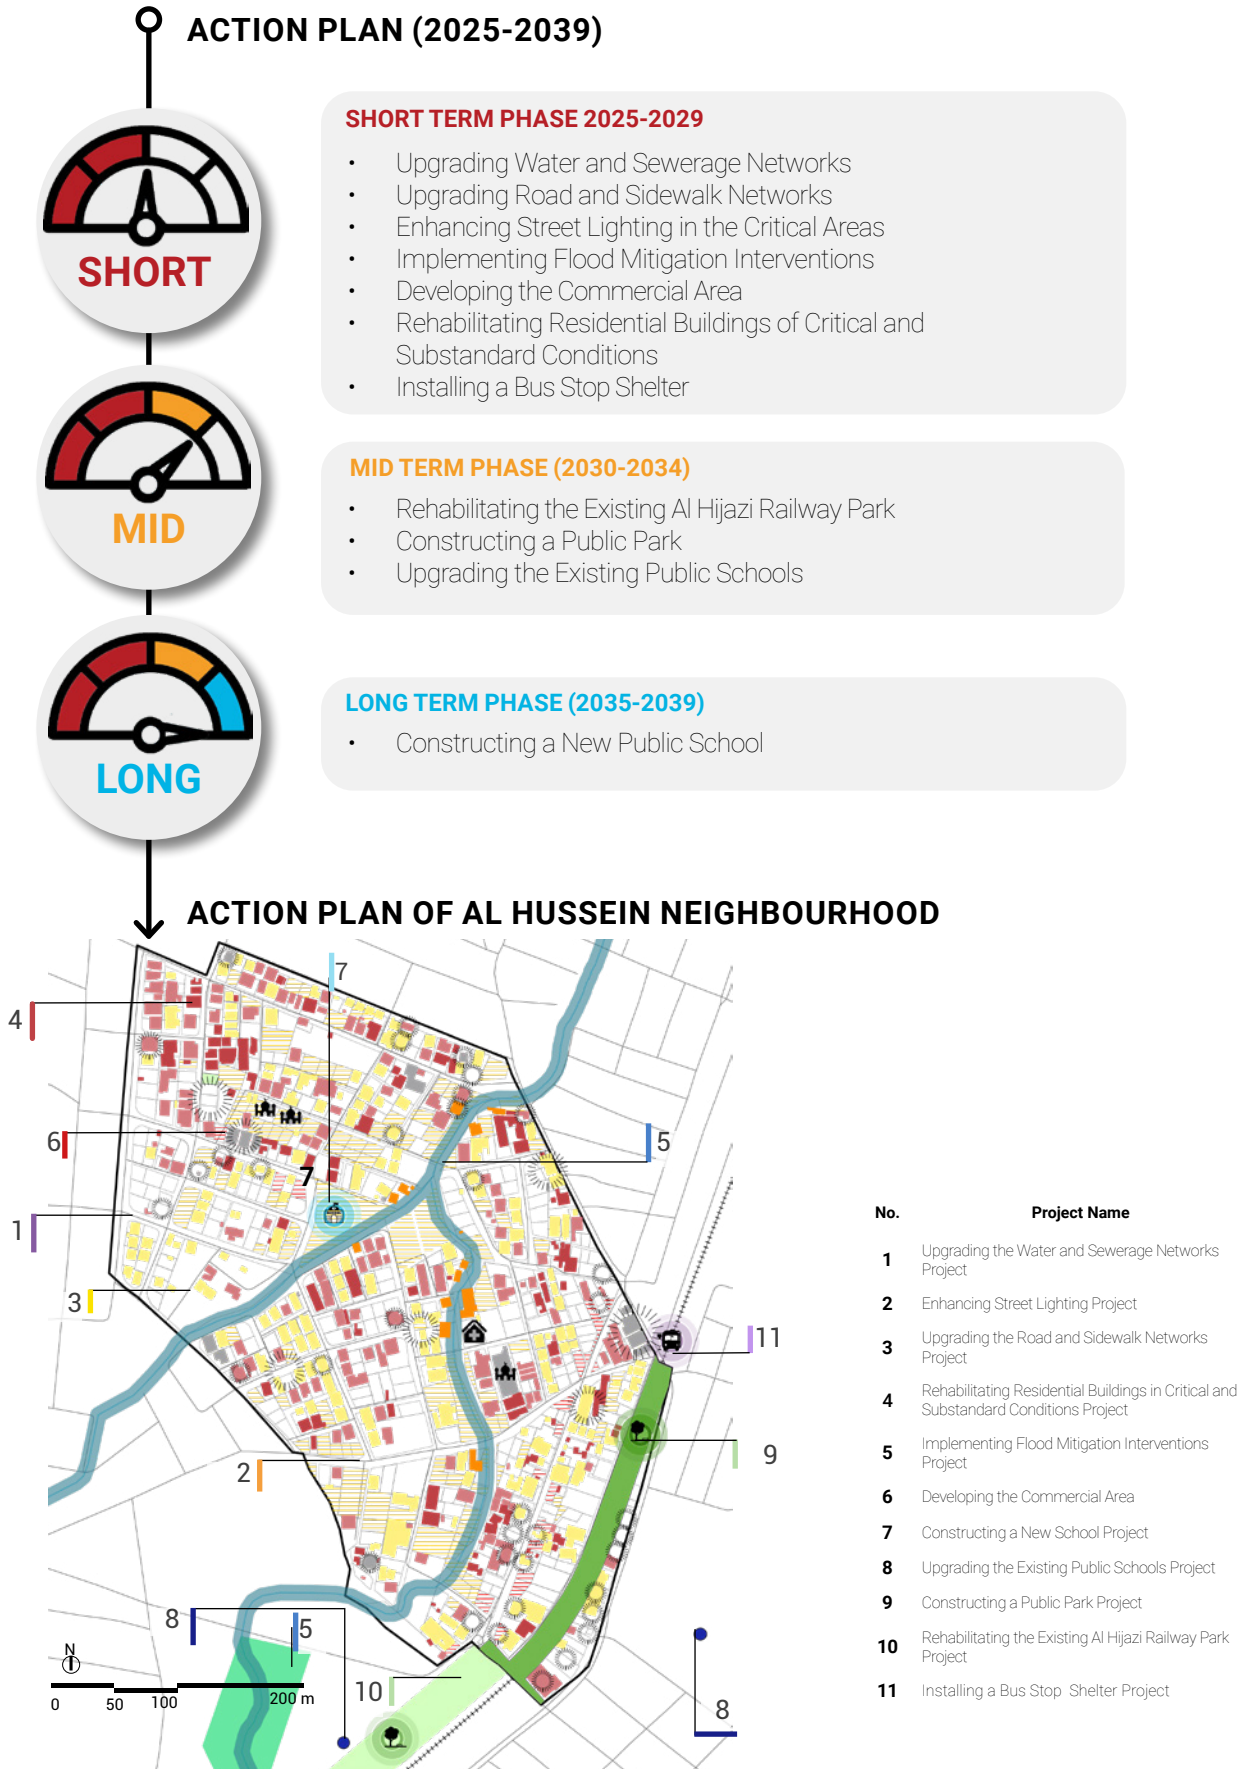 ACTION PLAN (2025-2039)
SHORT
SHORT TERM PHASE 2025-2029
• Upgrading Water and Sewerage Networks
• Upgrading Road and Sidewalk Networks
• Enhancing Street Lighting in the Critical Areas
• Implementing Flood Mitigation Interventions
• Developing the Commercial Area
• Rehabilitating Residential Buildings of Critical and
Substandard Conditions
• Installing a Bus Stop Shelter
MID
MID TERM PHASE (2030-2034)
• Rehabilitating the Existing Al Hijazi Railway Park
• Constructing a Public Park
• Upgrading the Existing Public Schools
LONG
LONG TERM PHASE (2035-2039)
• Constructing a New Public School
ACTION PLAN OF AL HUSSEIN NEIGHBOURHOOD
7
4
6
5
7
1
3
11
2
9
8
5
10
8
N
0 50 100 200 m
No. Project Name
1 Upgrading the Water and Sewerage Networks
Project
2 Enhancing Street Lighting Project
3 Upgrading the Road and Sidewalk Networks
Project
4 Rehabilitating Residential Buildings in Critical and
Substandard Conditions Project
5 Implementing Flood Mitigation Interventions
Project
6 Developing the Commercial Area
7 Constructing a New School Project
8 Upgrading the Existing Public Schools Project
9 Constructing a Public Park Project
10 Rehabilitating the Existing Al Hijazi Railway Park
Project
11 Installing a Bus Stop Shelter Project